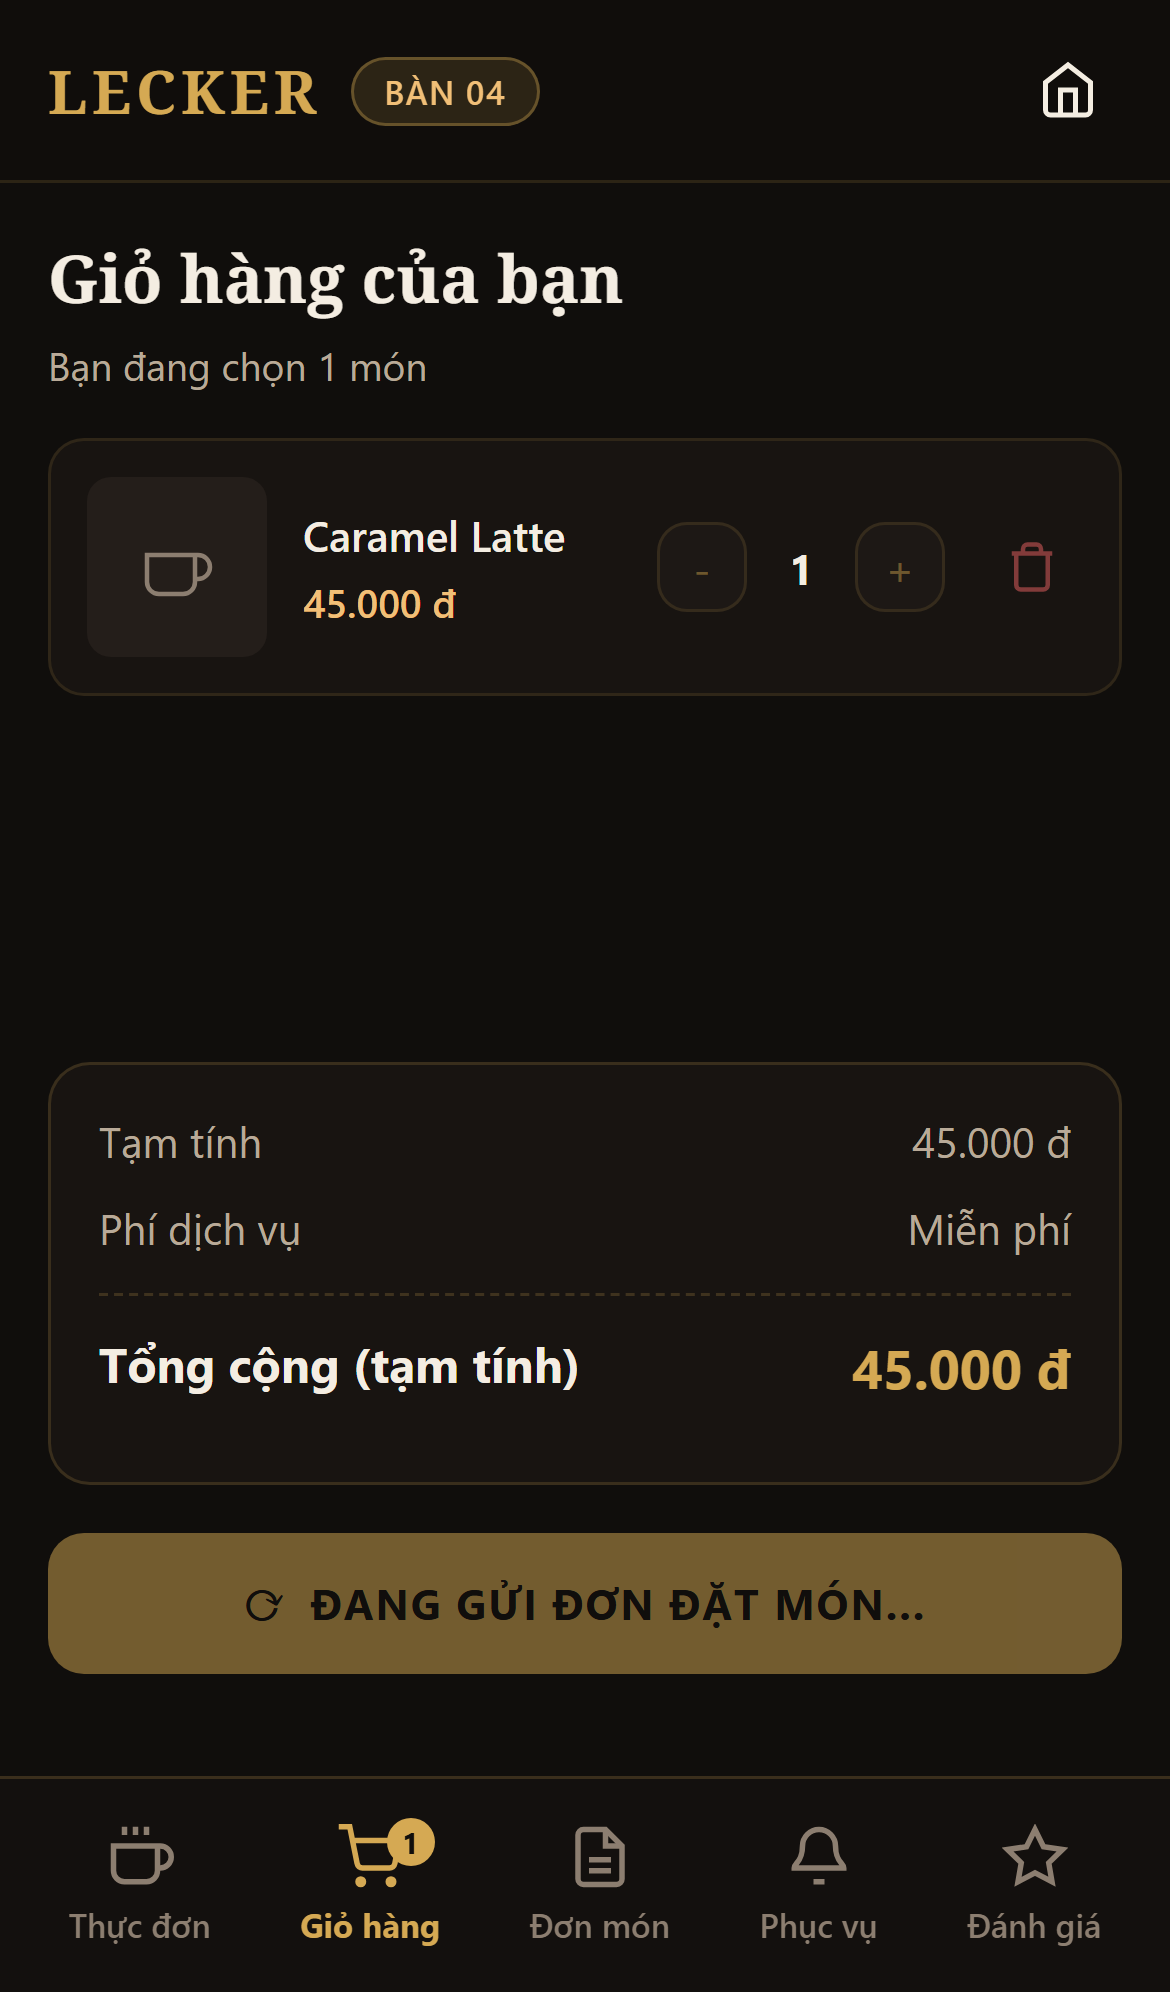 LECKER
BÀN 04
Giỏ hàng của bạn
Bạn đang chọn 1 món
Caramel Latte
45.000 đ
- 1 +
Tạm tính 45.000 đ
Phí dịch vụ Miễn phí
Tổng cộng (tạm tính) 45.000 đ
ĐANG GỬI ĐƠN ĐẶT MÓN...
1
Thực đơn Giỏ hàng Đơn món Phục vụ Đánh giá